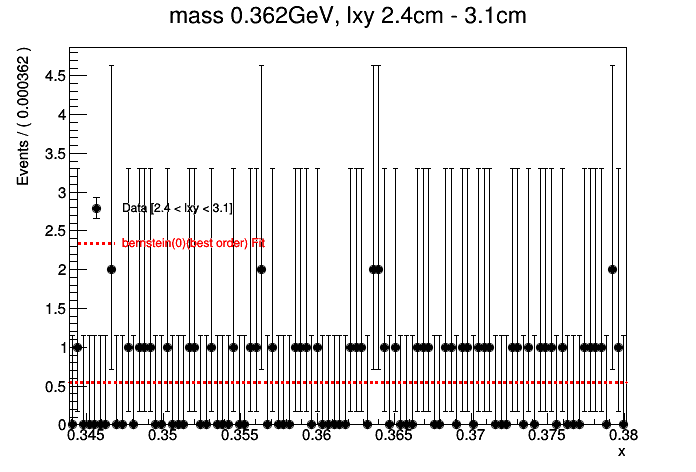 mass 0.362GeV, lxy 2.4cm - 3.1cm
Events / ( 0.000362 )
4.5
4
3.5
3
Data [2.4 < lxy < 3.1]
2.5
bernstein(0)(best order) Fit
2
1.5
1
0.5
0
0.345 0.35 0.355 0.36 0.365 0.37 0.375 0.38
x